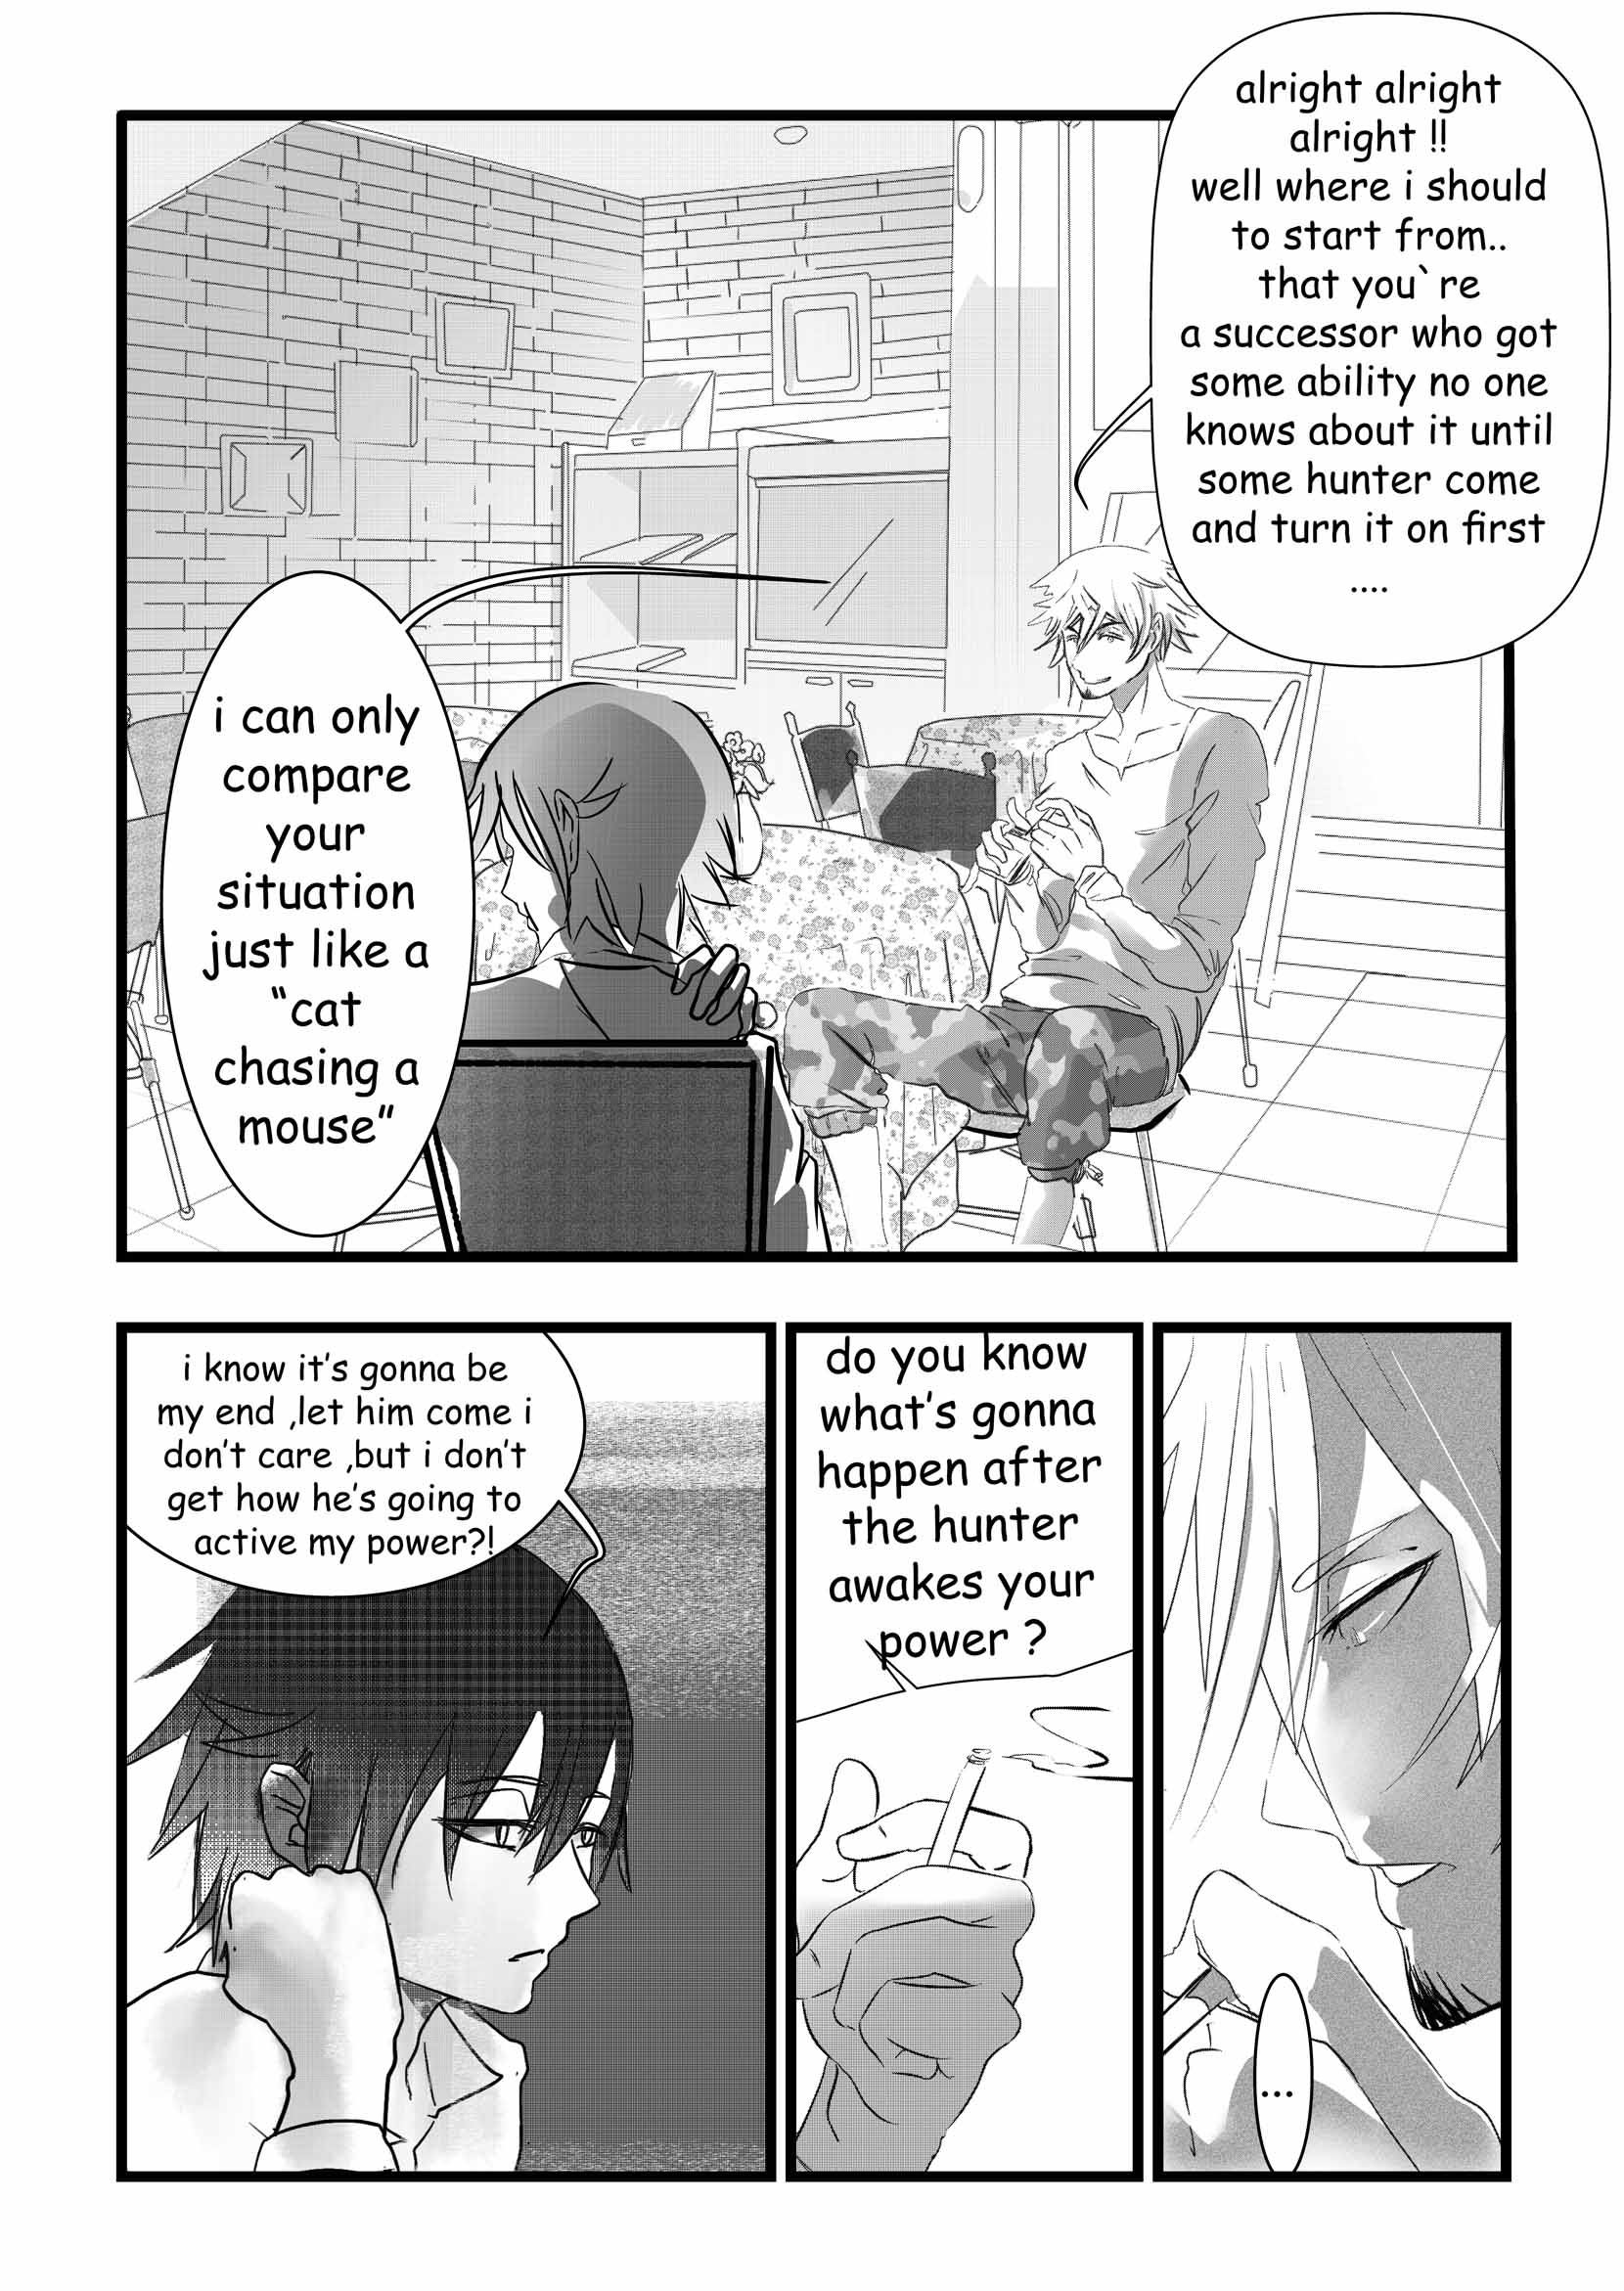 alright alright
alright !!
well where i should
to start from..
that you`re
a successor who got
some ability no one
knows about it until
some hunter come
and turn it on first
....
i can only
compare
your
situation
just like a
“cat
chasing a
mouse”
...
do you know
what’s gonna
happen after
the hunter
awakes your
power ?
i know it’s gonna be
my end ,let him come i
don’t care ,but i don’t
get how he’s going to
active my power?!